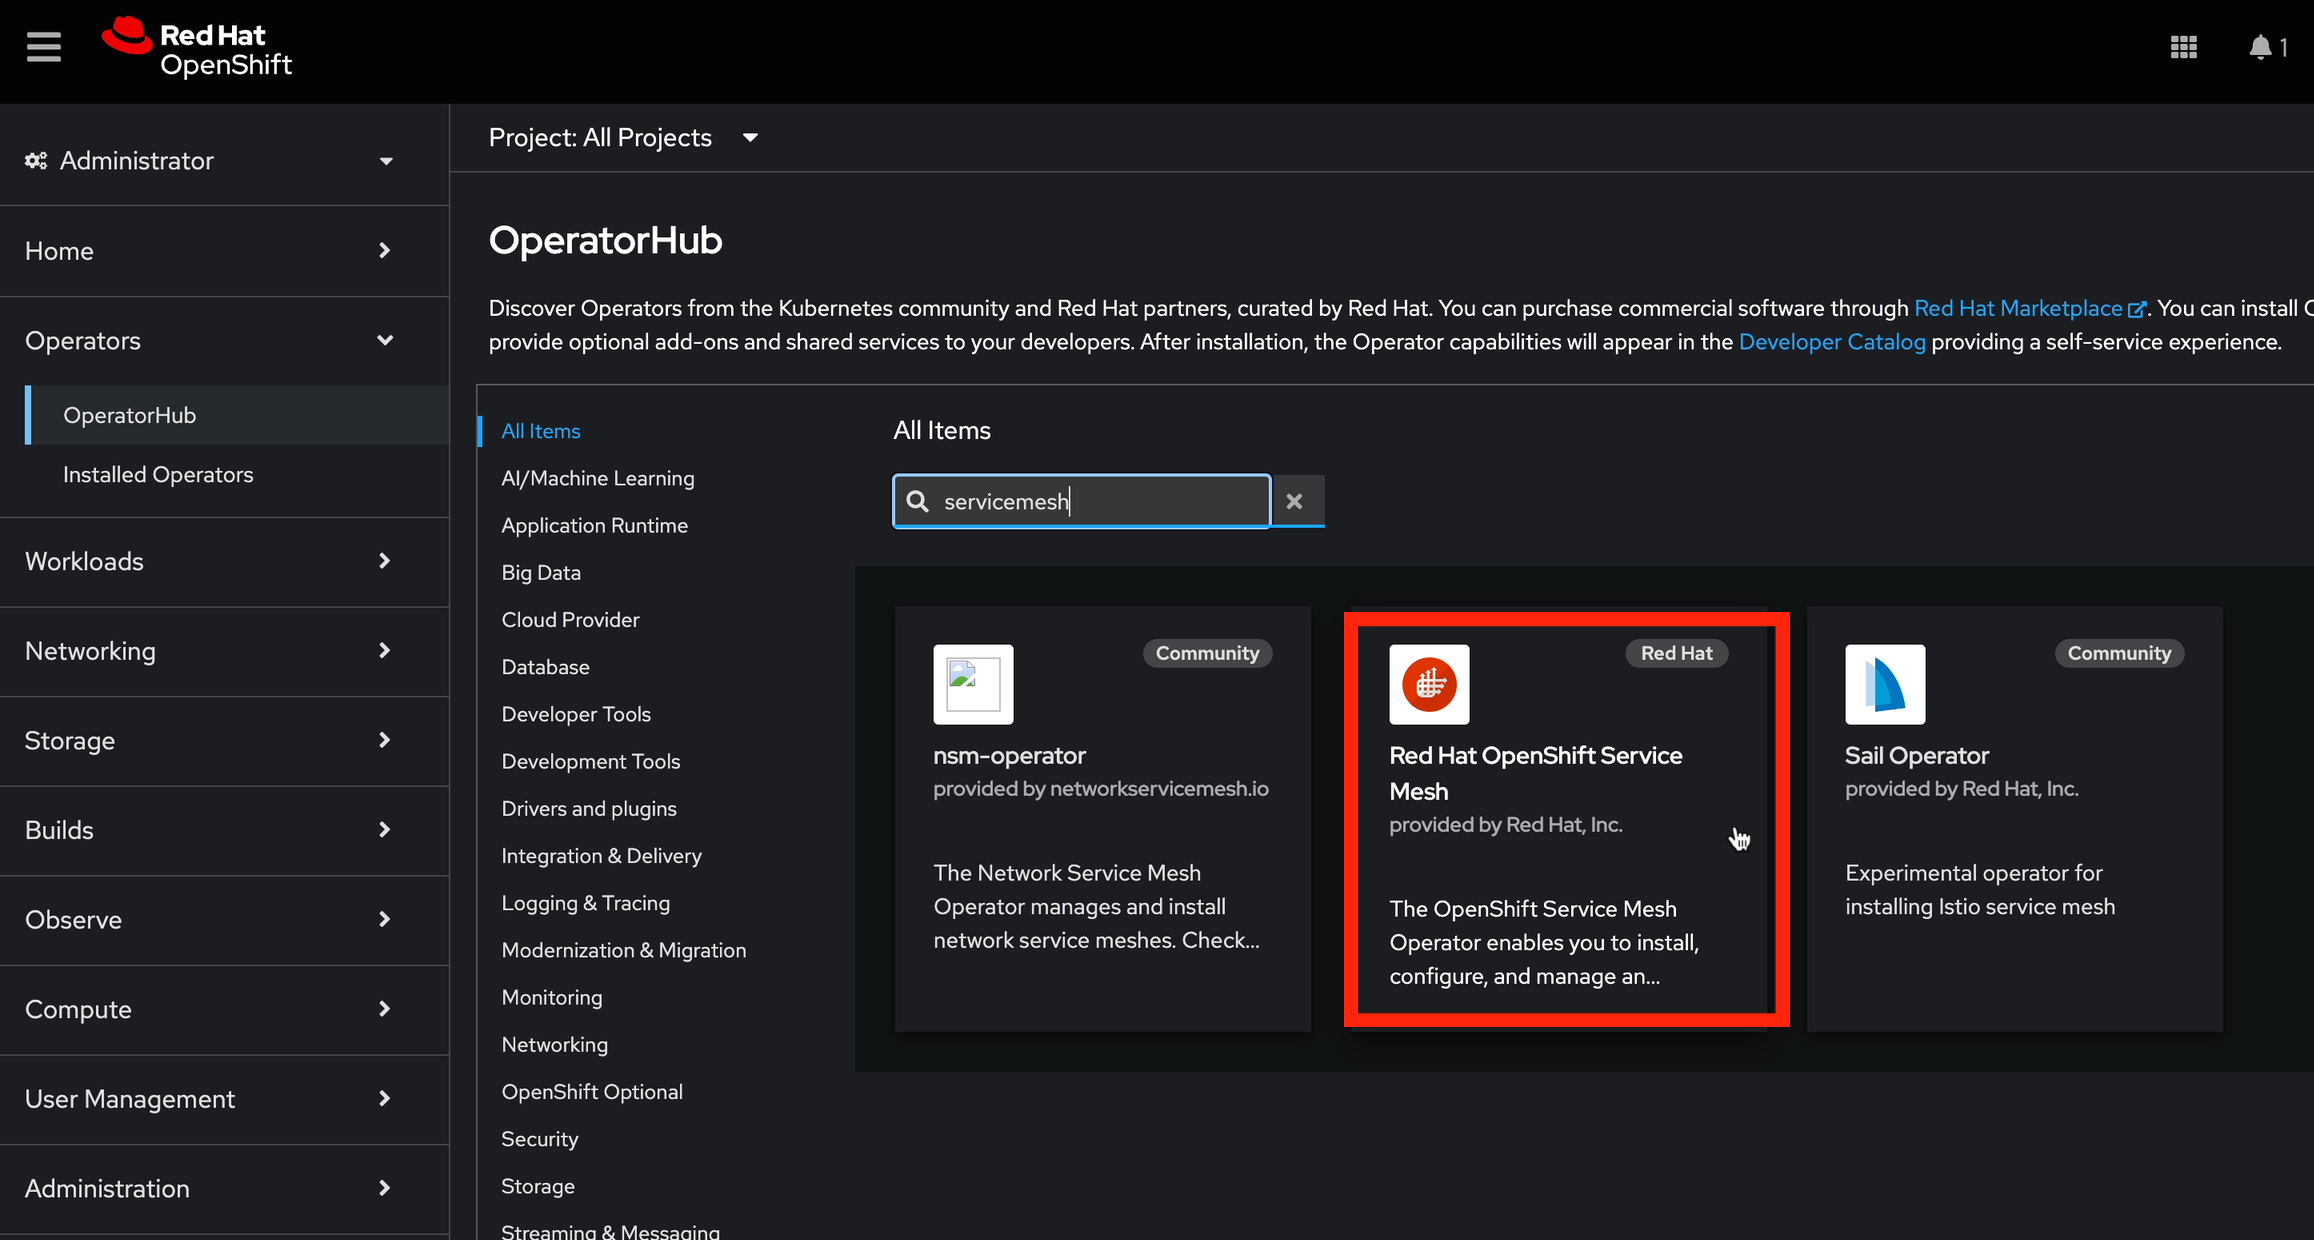 Red Hat
OpenShift
1
Administrator
Home
Operators
OperatorHub
Installed Operators
Workloads
Networking
Storage
Builds
Observe
Compute
User Management
Administration
Project: All Projects
OperatorHub
Discover Operators from the Kubernetes community and Red Hat partners, curated by Red Hat. You can purchase commercial software through Red Hat Marketplace. You can install
provide optional add-ons and shared services to your developers. After installation, the Operator capabilities will appear in the Developer Catalog providing a self-service experience.
All Items
AI/Machine Learning
Application Runtime
Big Data
Cloud Provider
Database
Developer Tools
Development Tools
Drivers and plugins
Integration & Delivery
Logging & Tracing
Modernization & Migration
Monitoring
Networking
OpenShift Optional
Security
Storage
Streaming & Messaging
All Items
servicemesh
Community
nsm-operator
provided by networkservicemesh.io
The Network Service Mesh
Operator manages and install
network service meshes. Check...
Red Hat
Red Hat OpenShift Service
Mesh
provided by Red Hat, Inc.
The OpenShift Service Mesh
Operator enables you to install,
configure, and manage an...
Community
Sail Operator
provided by Red Hat, Inc.
Experimental operator for
installing Istio service mesh